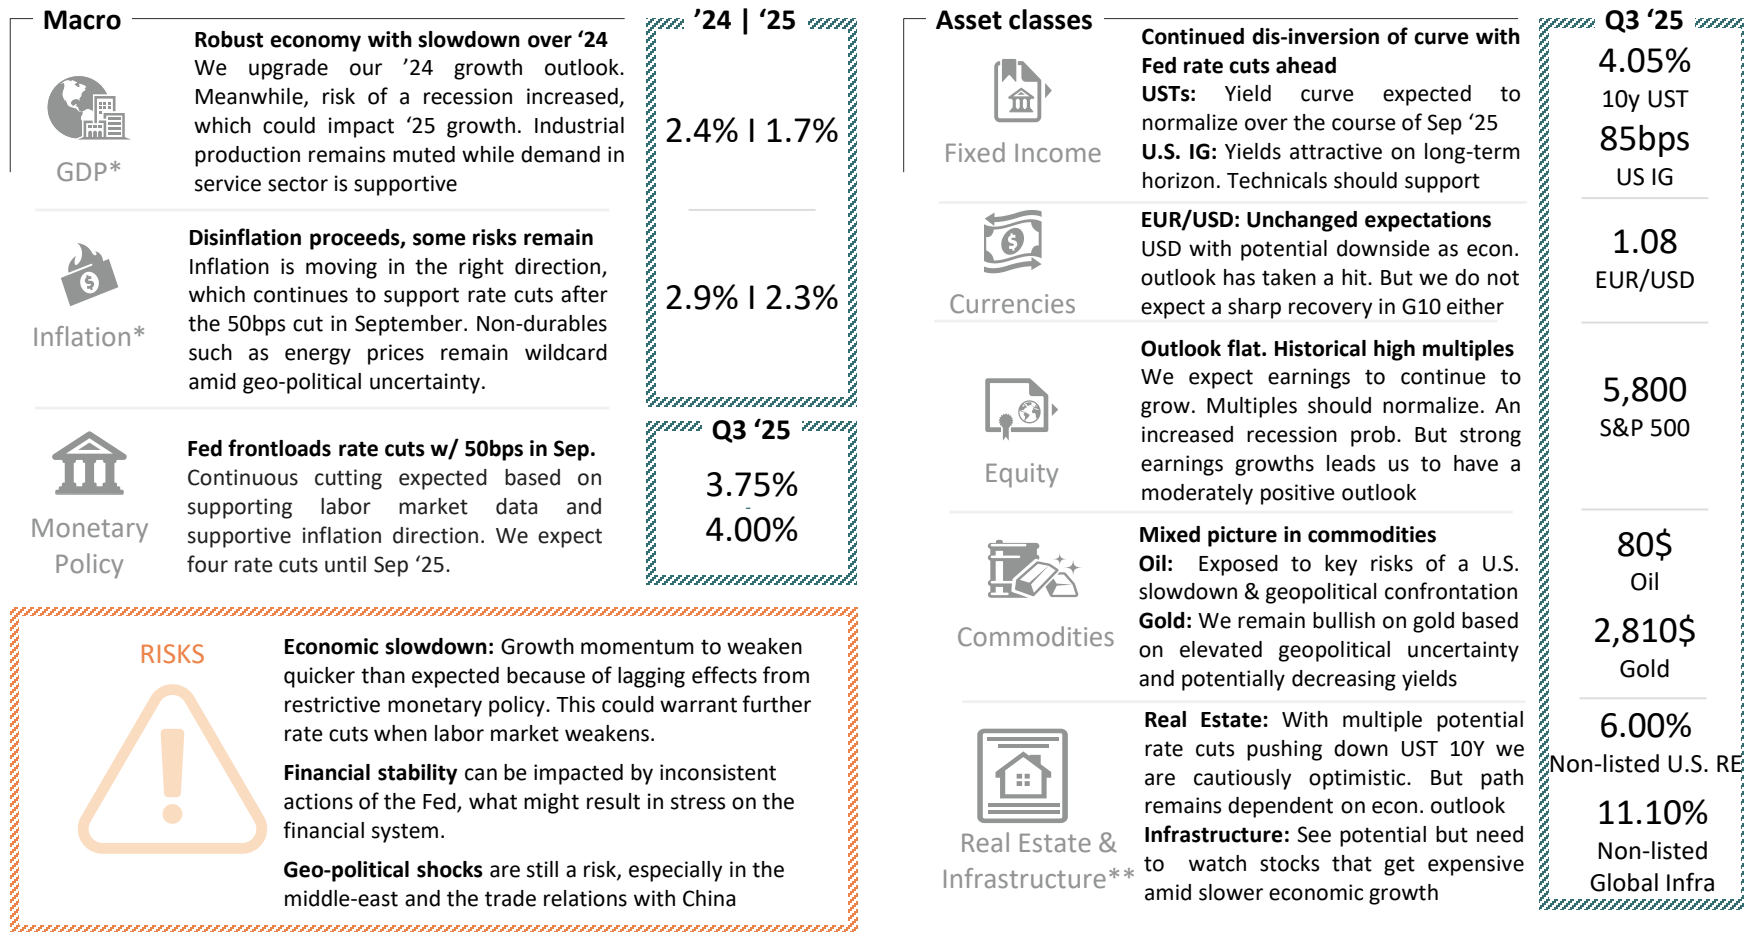 Macro
GDP*
Robust economy with slowdown over ‘24
We upgrade our ’24 growth outlook.
Meanwhile, risk of a recession increased,
which could impact ‘25 growth. Industrial
production remains muted while demand in
service sector is supportive
’24 | ‘25
2.4% I 1.7%
Inflation*
Disinflation proceeds, some risks remain
Inflation is moving in the right direction,
which continues to support rate cuts after
the 50bps cut in September. Non-durables
such as energy prices remain wildcard
amid geo-political uncertainty.
2.9% I 2.3%
Monetary
Policy
Fed frontloads rate cuts w/ 50bps in Sep.
Continuous cutting expected based on
supporting labor market data and
supportive inflation direction. We expect
four rate cuts until Sep ‘25.
Q3 ‘25
3.75%
-
4.00%
RISKS
Economic slowdown: Growth momentum to weaken
quicker than expected because of lagging effects from
restrictive monetary policy. This could warrant further
rate cuts when labor market weakens.
Financial stability can be impacted by inconsistent
actions of the Fed, what might result in stress on the
financial system.
Geo-political shocks are still a risk, especially in the
middle-east and the trade relations with China
Asset classes
Fixed Income
Continued dis-inversion of curve with
Fed rate cuts ahead
USTs: Yield curve expected to
normalize over the course of Sep ‘25
U.S. IG: Yields attractive on long-term
horizon. Technicals should support
Q3 ‘25
4.05%
10y UST
85bps
US IG
Currencies
EUR/USD: Unchanged expectations
USD with potential downside as econ.
outlook has taken a hit. But we do not
expect a sharp recovery in G10 either
1.08
EUR/USD
Equity
Outlook flat. Historical high multiples
We expect earnings to continue to
grow. Multiples should normalize. An
increased recession prob. But strong
earnings growths leads us to have a
moderately positive outlook
5,800
S&P 500
Commodities
Mixed picture in commodities
Oil: Exposed to key risks of a U.S.
slowdown & geopolitical confrontation
Gold: We remain bullish on gold based
on elevated geopolitical uncertainty
and potentially decreasing yields
80$
Oil
2,810$
Gold
Real Estate &
Infrastructure**
Real Estate: With multiple potential
rate cuts pushing down UST 10Y we
are cautiously optimistic. But path
remains dependent on econ. outlook
Infrastructure: See potential but need
to watch stocks that get expensive
amid slower economic growth
6.00%
Non-listed U.S. RE
11.10%
Non-listed
Global Infra